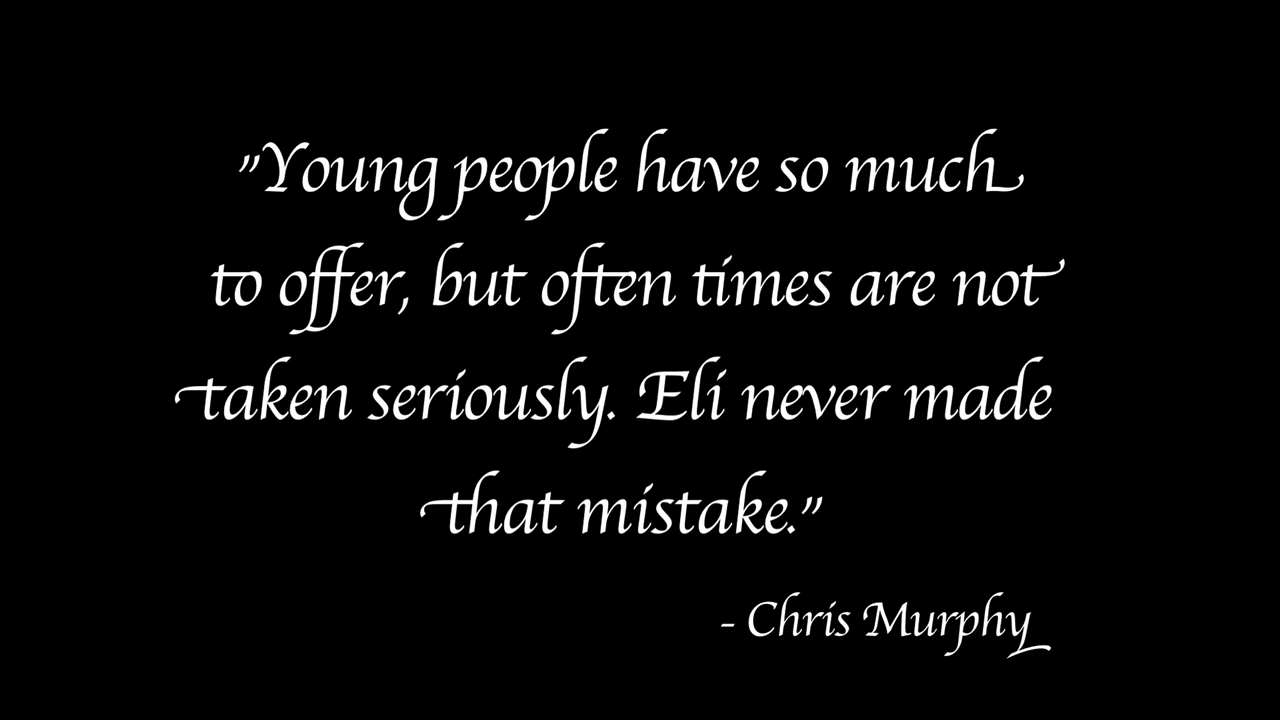 "Young people have so much
to offer, but often times are not
taken seriously. Eli never made
that mistake."
- Chris Murphy